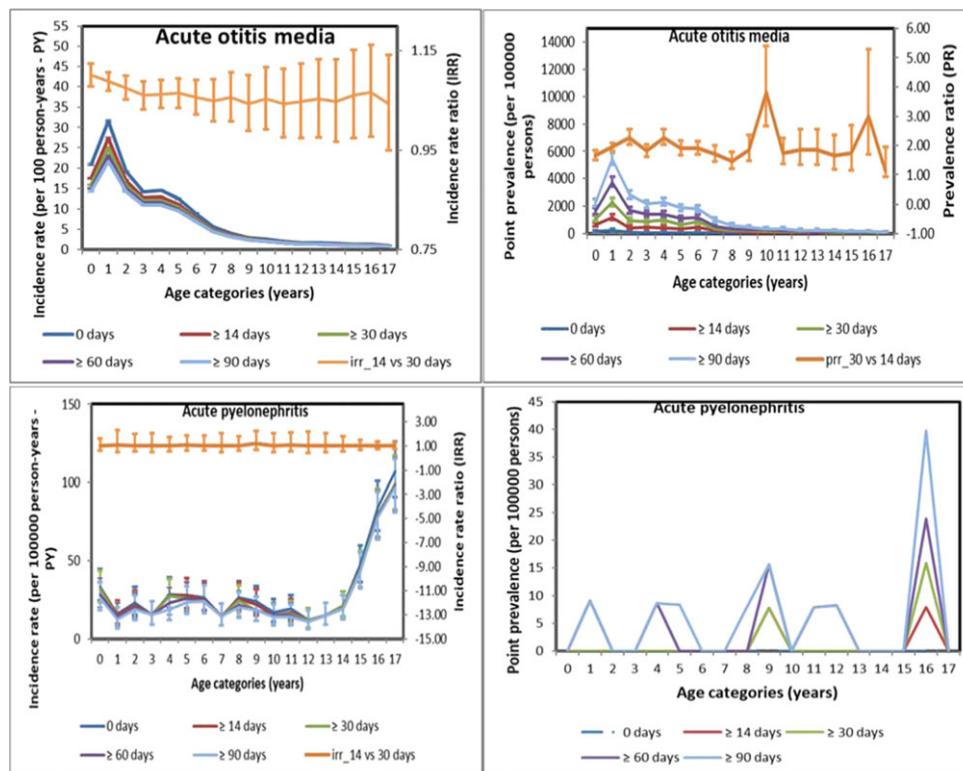 Acute otitis media
Incidence rate (per 100 person-years - PY)
55
50
45
40
35
30
25
20
15
10
5
0
1.15
0.95
0.75
Incidence rate ratio (IRR)
0 1 2 3 4 5 6 7 8 9 10 11 12 13 14 15 16 17
Age categories (years)
0 days ≥ 14 days ≥ 30 days
≥ 60 days ≥ 90 days irr_14 vs 30 days
Acute otitis media
Point prevalence (per 100000 persons)
14000
12000
10000
8000
6000
4000
2000
0
6.00
5.00
4.00
3.00
2.00
1.00
0.00
-1.00
Prevalence ratio (PR)
0 1 2 3 4 5 6 7 8 9 10 11 12 13 14 15 16 17
Age categories (years)
0 days ≥ 14 days ≥ 30 days
≥ 60 days ≥ 90 days prr_30 vs 14 days
Acute pyelonephritis
Incidence rate (per 100000 person-years - PY)
150
100
50
0
3.00
1.00
-1.00
-3.00
-5.00
-7.00
-9.00
-11.00
-13.00
-15.00
Incidence rate ratio (IRR)
0 1 2 3 4 5 6 7 8 9 10 11 12 13 14 15 16 17
Age categories (years)
0 days ≥ 14 days ≥ 30 days
≥ 60 days ≥ 90 days irr_14 vs 30 days
Acute pyelonephritis
Point prevalence (per 100000 persons)
45
40
35
30
25
20
15
10
5
0
0 1 2 3 4 5 6 7 8 9 10 11 12 13 14 15 16 17
Age categories (years)
0 days ≥ 14 days ≥ 30 days
≥ 60 days ≥ 90 days